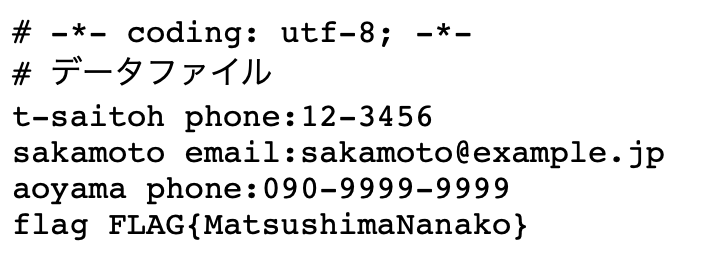 # -*- coding: utf-8; -*-
# データファイル
t-saitoh phone:12-3456
sakamoto email:sakamoto@example.jp
aoyama phone:090-9999-9999
flag FLAG{MatsushimaNanako}